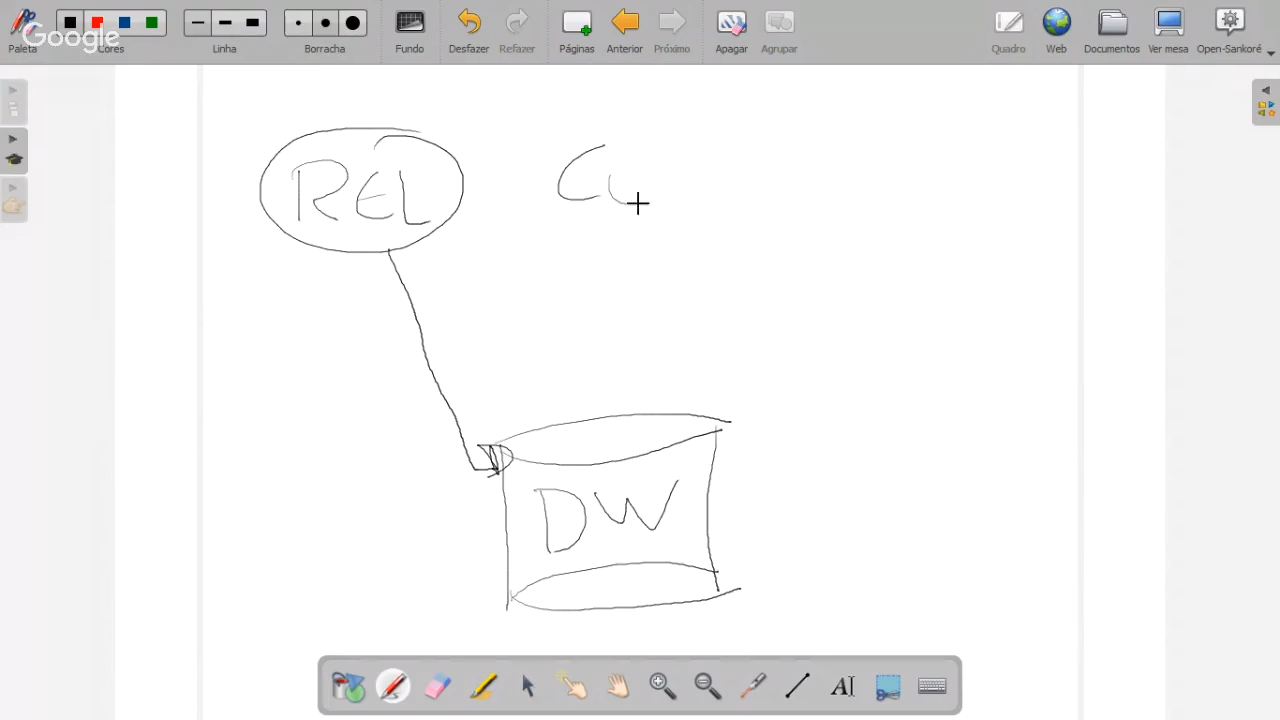 Paleta Cores Linha Borracha Fundo Desfazer Refazer Páginas Anterior Próximo Apagar Agrupar Quadro Web Documentos Ver mesa Open-Sankoré
Google
REL
DW
AI